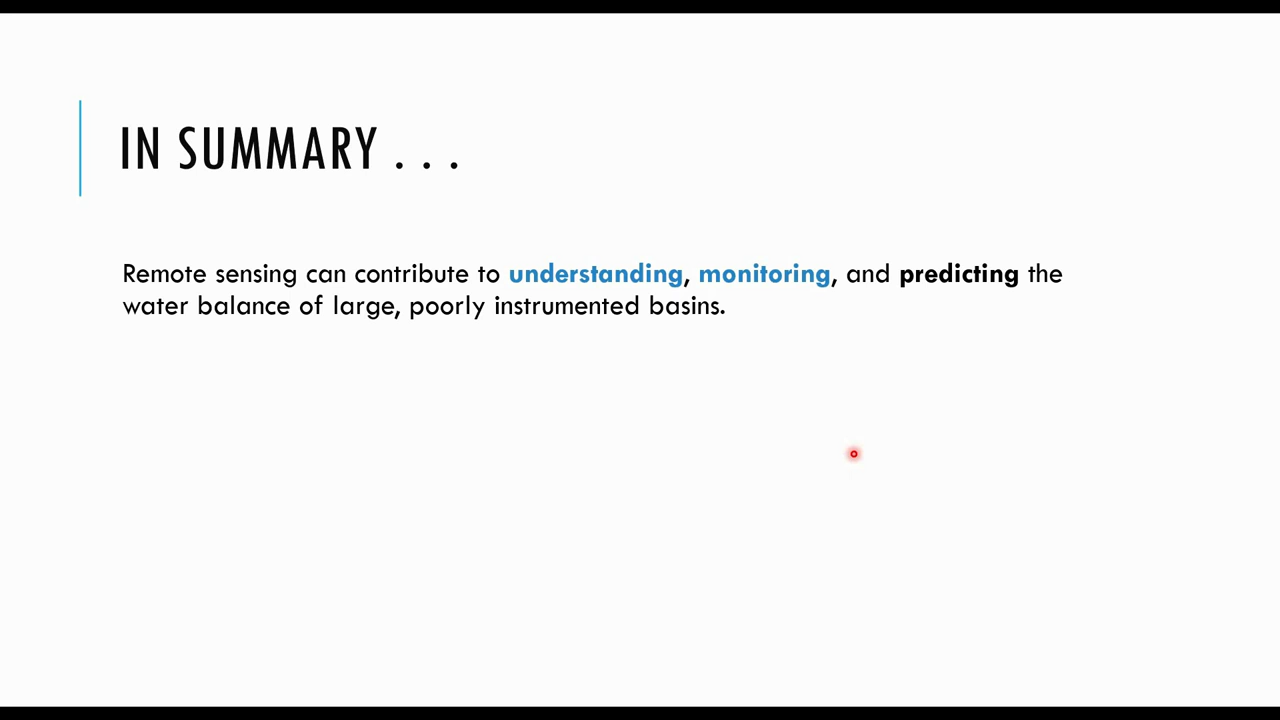 IN SUMMARY . . .
Remote sensing can contribute to understanding, monitoring, and predicting the
water balance of large, poorly instrumented basins.